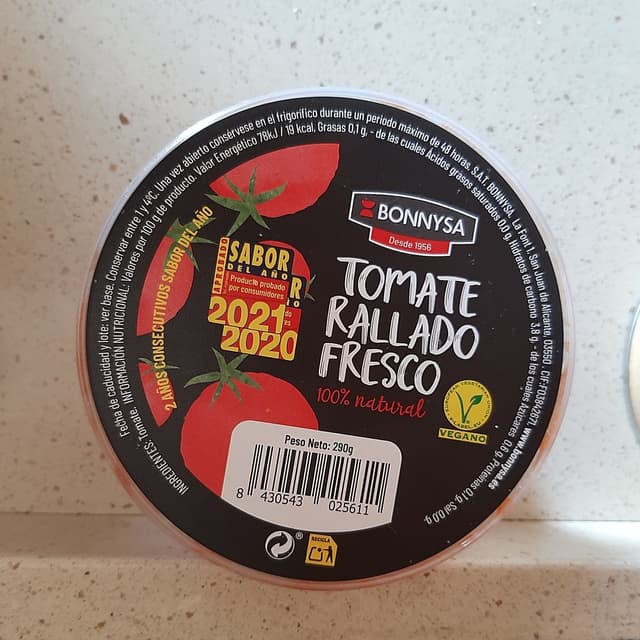 Fecha de caducidad y lote: ver base. Conservar entre 1 y 4ºC. Una vez abierto consérvese en el frigorífico durante un periodo máximo de 48 horas. S.A.T. BONNYSA, La Font 1. San Juan de Alicante 03550. CIF-F03842671. www.bonnysa.es
INGREDIENTES: Tomate. INFORMACIÓN NUTRICIONAL: Valores por 100 g de producto. Valor Energético 78kJ / 19 kcal, Grasas 0,1 g, - de las cuales Ácidos grasos saturados 0,0 g, Hidratos de carbono 3,8 g, - de los cuales Azúcares 0,6 g, Proteínas 0,1 g, Sal 0,0 g.
2 AÑOS CONSECUTIVOS SABOR DEL AÑO
BONNYSA
Desde 1956
APROBADO
SABOR
DEL AÑO
Producto probado
por consumidores
2021
2020
TOMATE
RALLADO
FRESCO
100% natural
VEGANO
Peso Neto: 290g
8 430543 025611
RECICLA